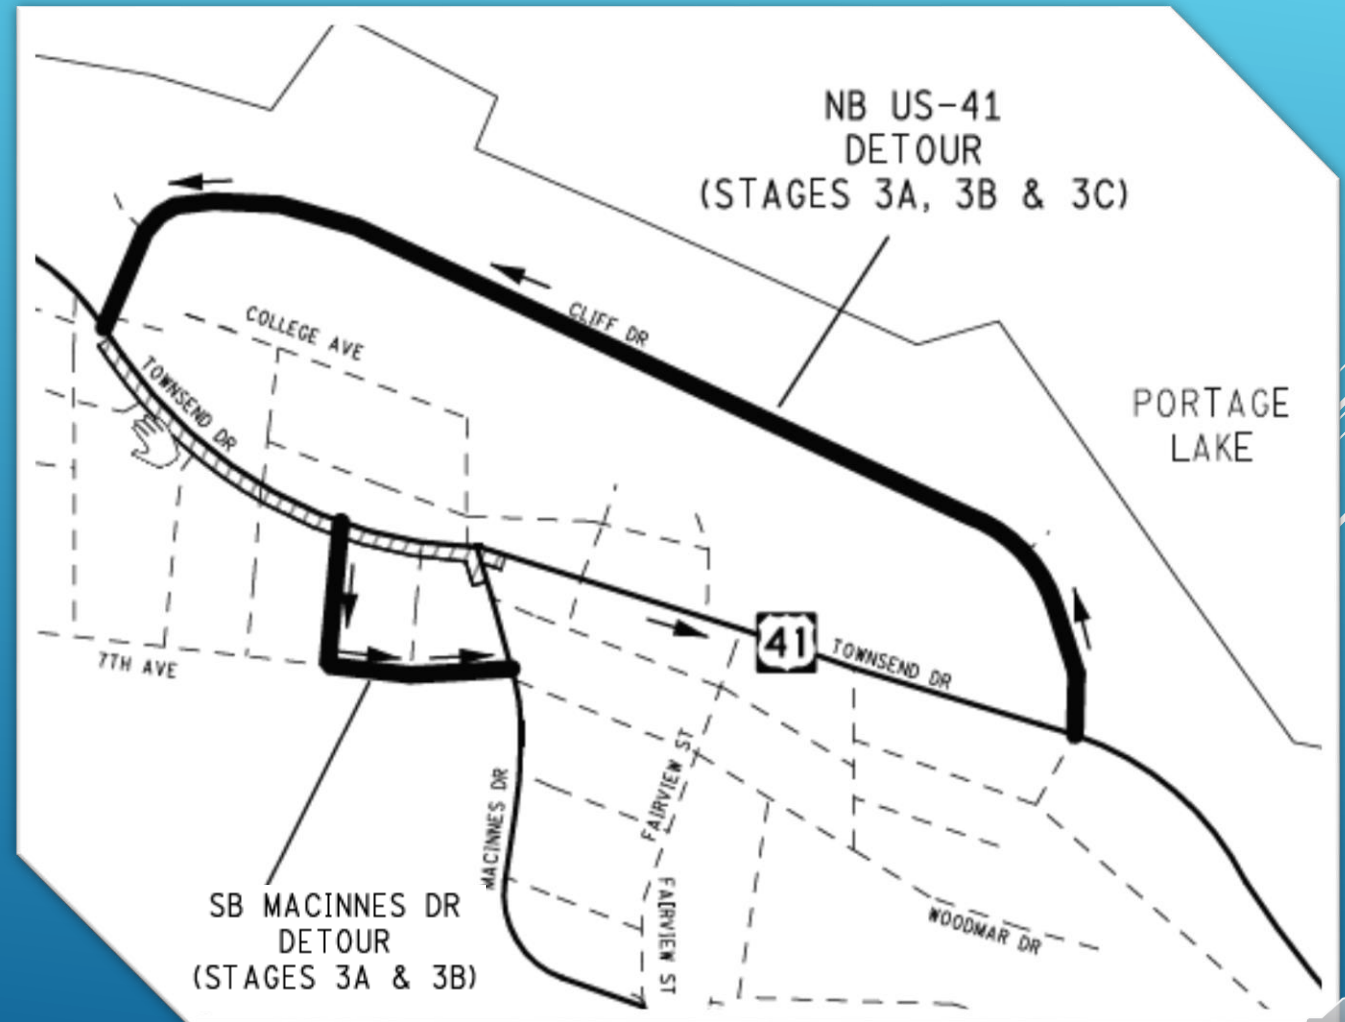 NB US-41
DETOUR
(STAGES 3A, 3B & 3C)
CLIFF DR
COLLEGE AVE
PORTAGE
LAKE
TOWNSEND DR
41
TOWNSEND DR
7TH AVE
FAIRVIEW ST
MACINNES DR
FAIRVIEW ST
SB MACINNES DR
DETOUR
(STAGES 3A & 3B)
WOODMAR DR